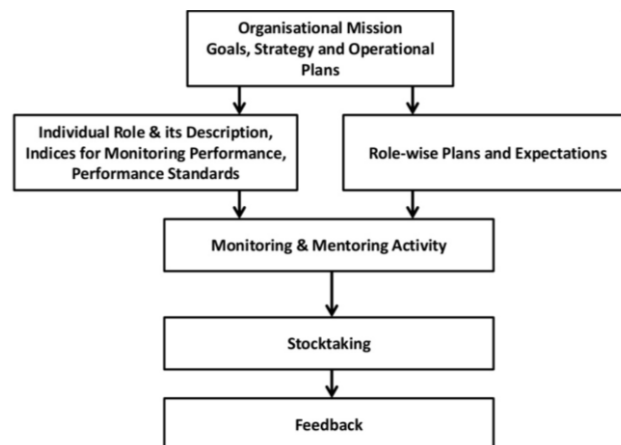 Organisational Mission
Goals, Strategy and Operational
Plans
Individual Role & its Description,
Indices for Monitoring Performance,
Performance Standards
Role-wise Plans and Expectations
Monitoring & Mentoring Activity
Stocktaking
Feedback